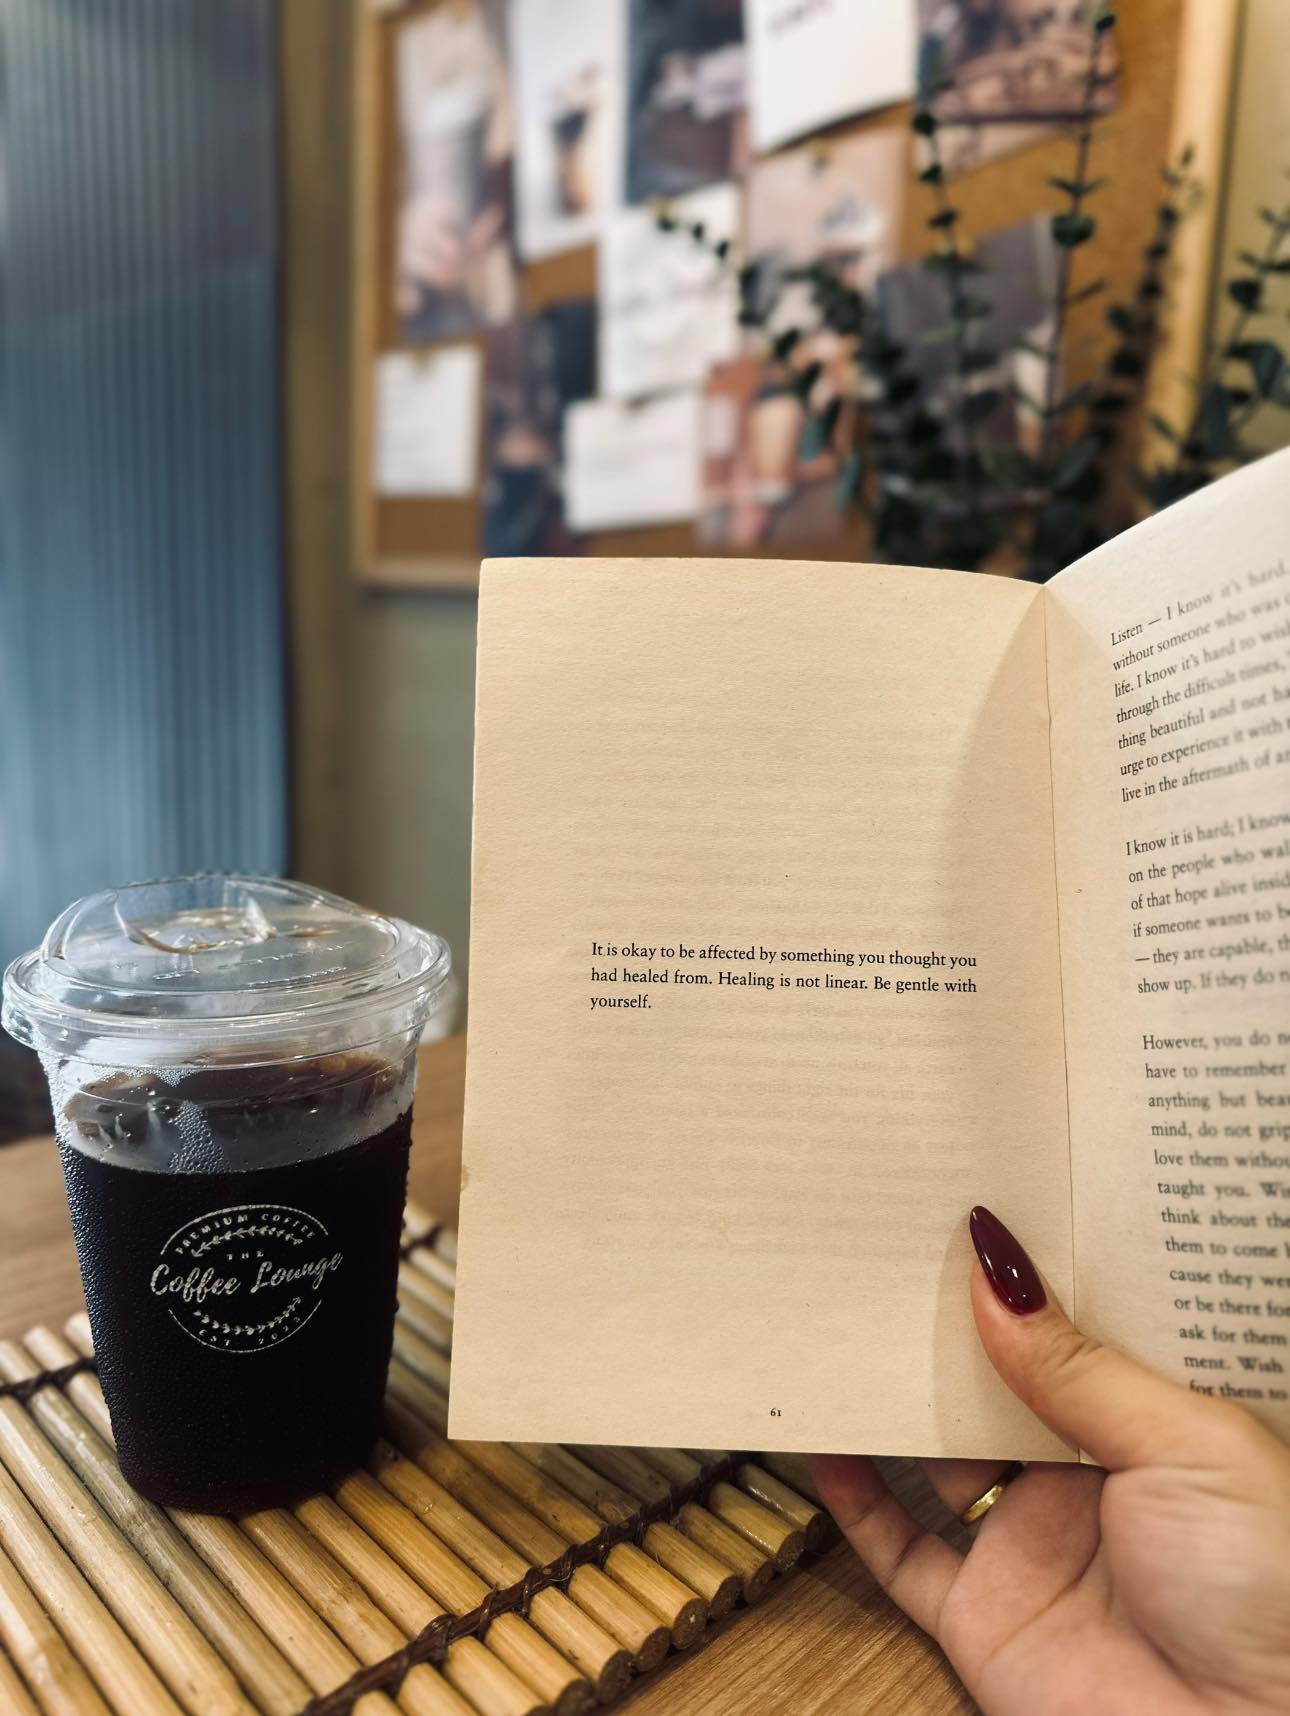 PREMIUM COFFEE
THE
Coffee Lounge
EST 2023
It is okay to be affected by something you thought you
had healed from. Healing is not linear. Be gentle with
yourself.
61
Listen — I know it's hard.
without someone who was
life. I know it's hard to
through the difficult times,
thing beautiful and not
urge to experience it with
live in the aftermath of
I know it is hard; I know
on the people who
of that hope alive
if someone wants to
— they are capable,
show up. If they do
However, you do
have to remember
anything but
mind, do not
love them
taught you.
think about
them to come
cause they
or be there
ask for them
ment. Wish
for them to